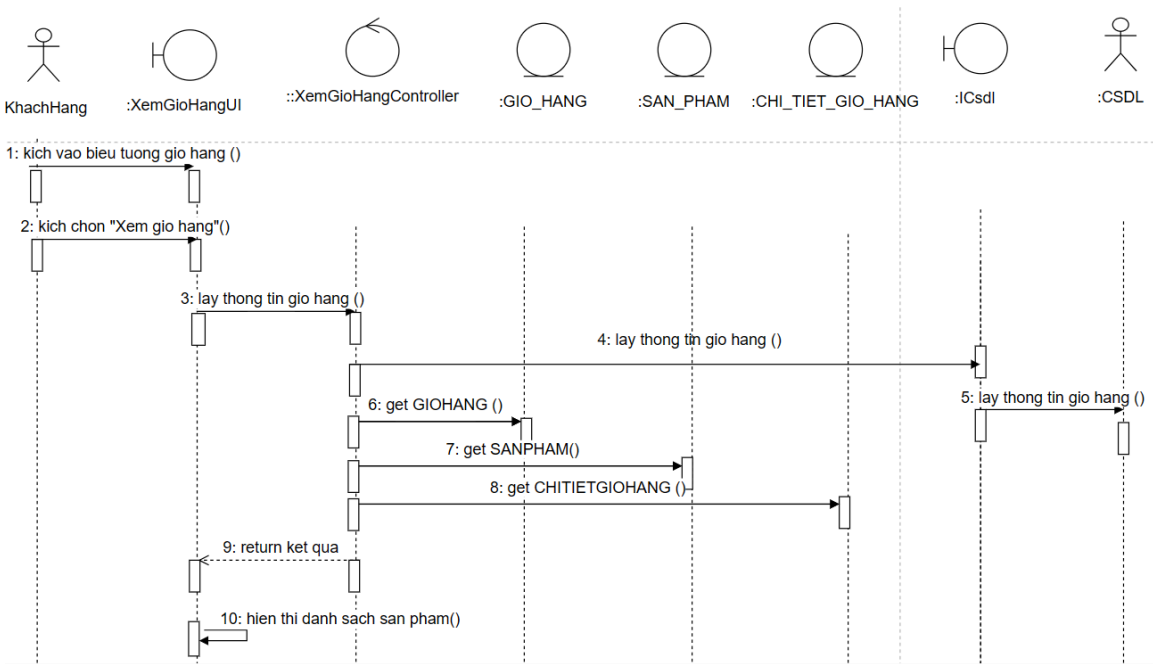 KhachHang
:XemGioHangUI
::XemGioHangController
:GIO_HANG
:SAN_PHAM
:CHI_TIET_GIO_HANG
:ICsdl
:CSDL
1: kich vao bieu tuong gio hang ()
2: kich chon "Xem gio hang"()
3: lay thong tin gio hang ()
4: lay thong tin gio hang ()
5: lay thong tin gio hang ()
6: get GIOHANG ()
7: get SANPHAM()
8: get CHITIETGIOHANG ()
9: return ket qua
10: hien thi danh sach san pham()